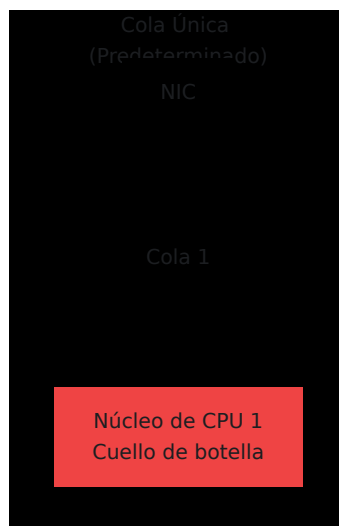 Cola Única
(Predeterminado)
NIC
Cola 1
Núcleo de CPU 1
Cuello de botella